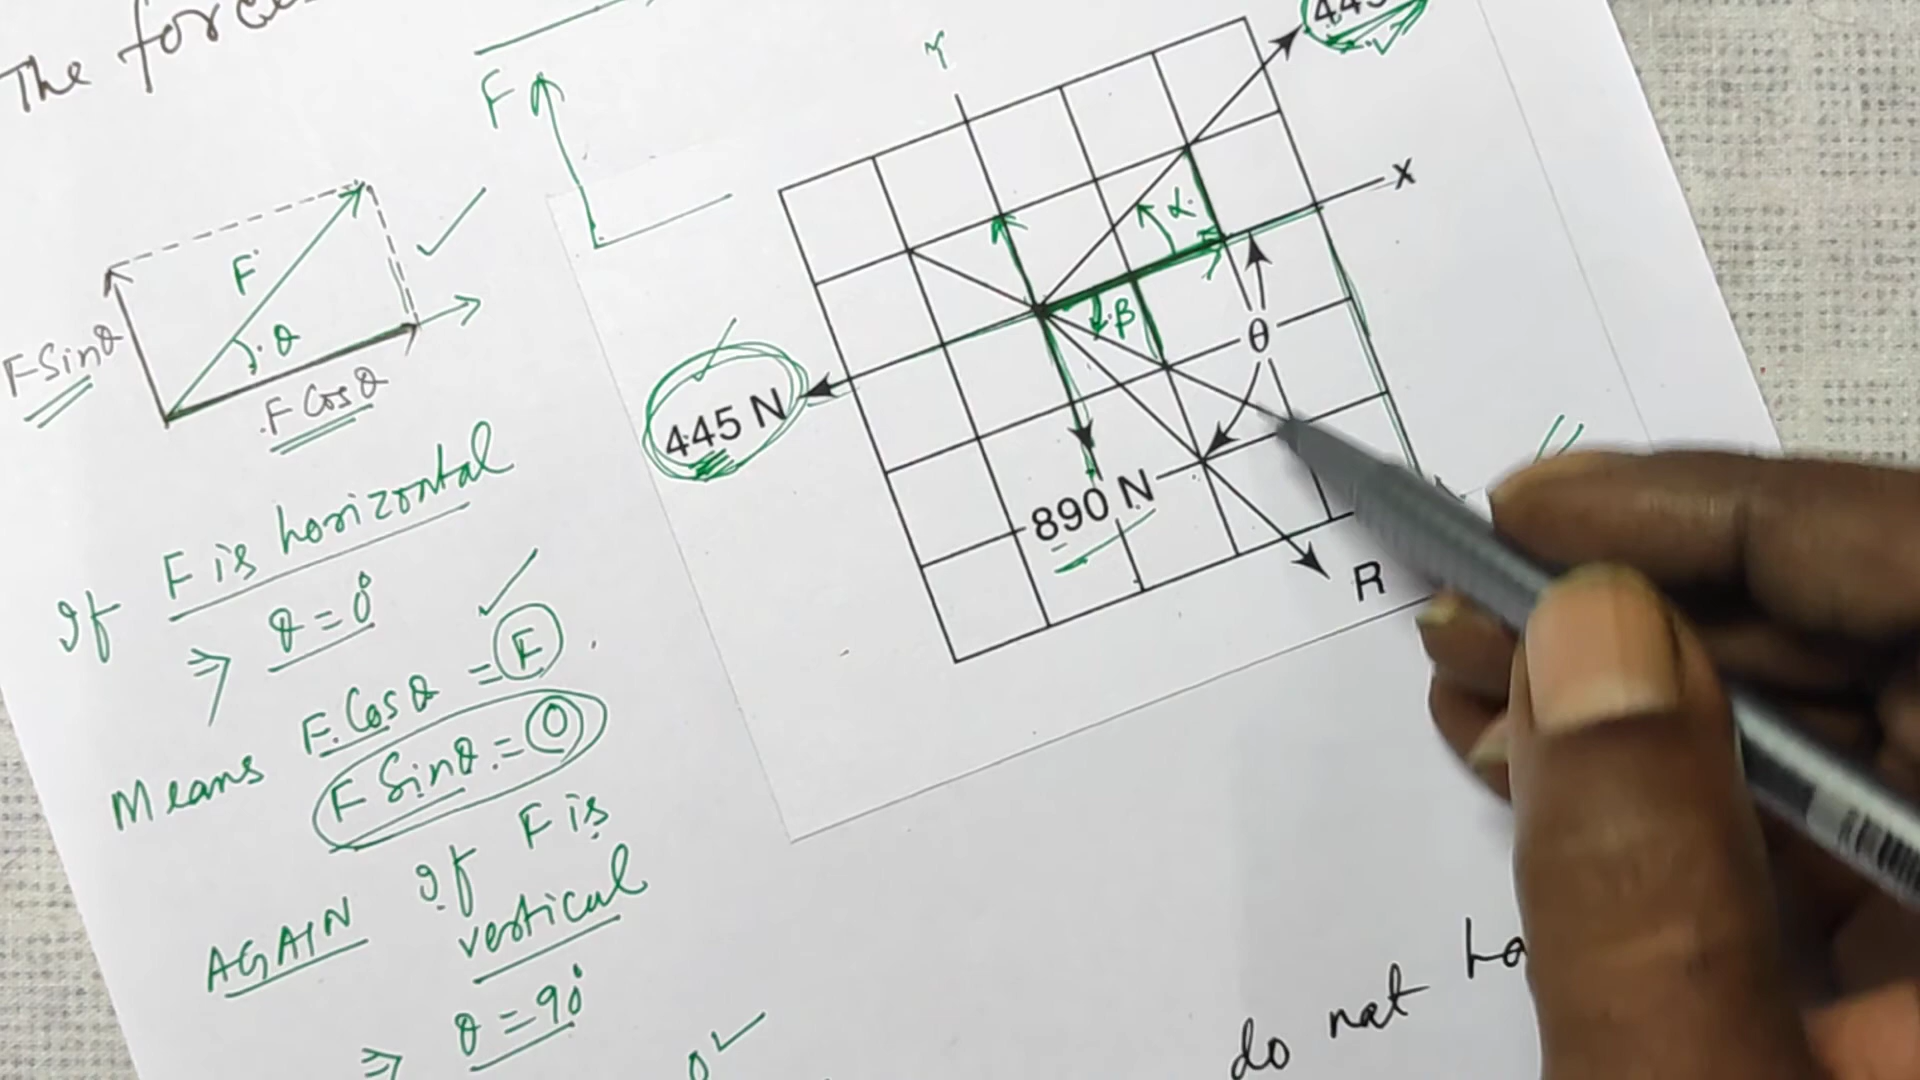 The
F
Y
X
F
θ
F Sinθ
F Cosθ
α
β
θ
445 N
890 N
R
If F is horizontal
⇒ θ = 0°
Means F. Cosθ = F
F Sinθ. = 0
AGAIN If F is
vertical
⇒ θ = 90°
do not